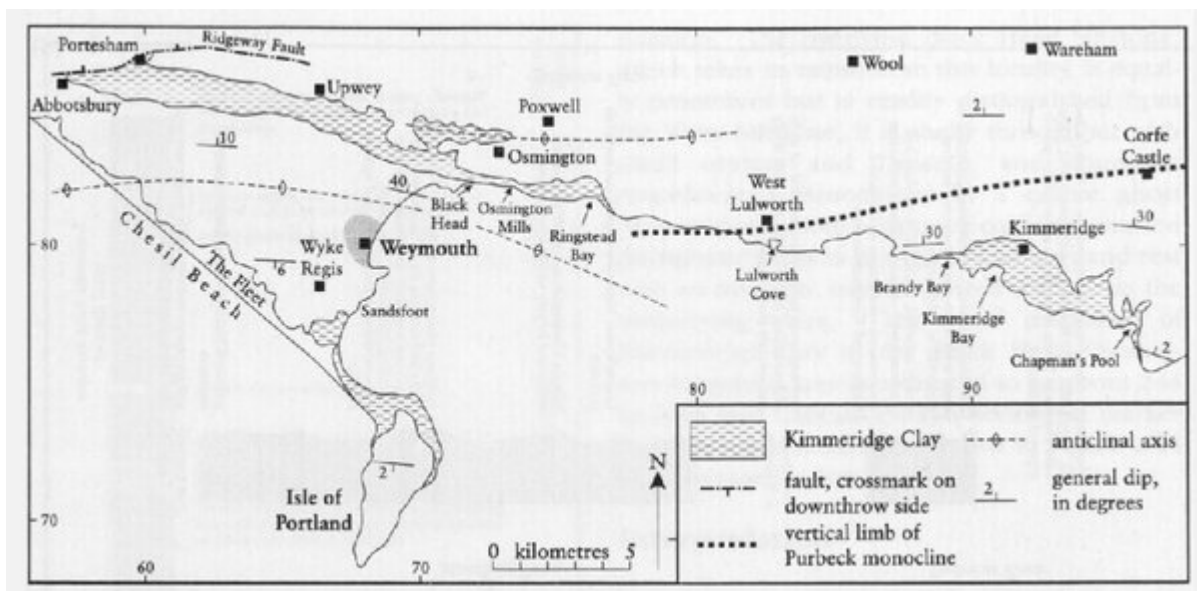 Portesham
Ridgeway Fault
Abbotsbury
Upwey
Poxwell
Osmington
Wool
Wareham
2
Corfe
Castle
10
40
Black
Head
Osmington
Mills
Ringstead
Bay
West
Lulworth
30
Kimmeridge
30
80
Chesil Beach
The Fleet
Wyke
Regis
Weymouth
6
Sandsfoot
Lulworth
Cove
Brandy Bay
Kimmeridge
Bay
Chapman's Pool
2
80
90
2
Isle of
Portland
70
60
70
0 kilometres 5
N
Kimmeridge Clay
anticlinal axis
fault, crossmark on
downthrow side
2
general dip,
in degrees
vertical limb of
Purbeck monocline